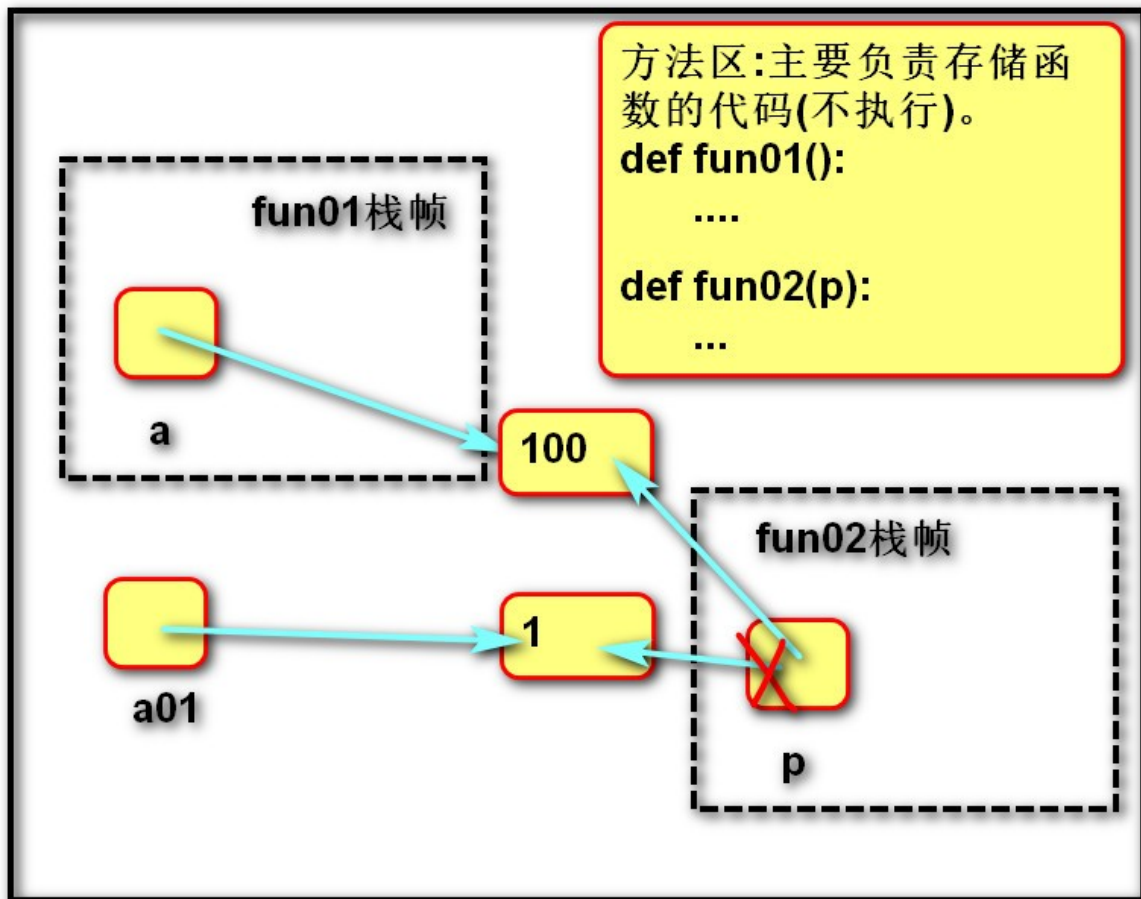 方法区:主要负责存储函
数的代码(不执行)。
def fun01():
....
def fun02(p):
...
fun01栈帧
a
100
fun02栈帧
1
a01
p